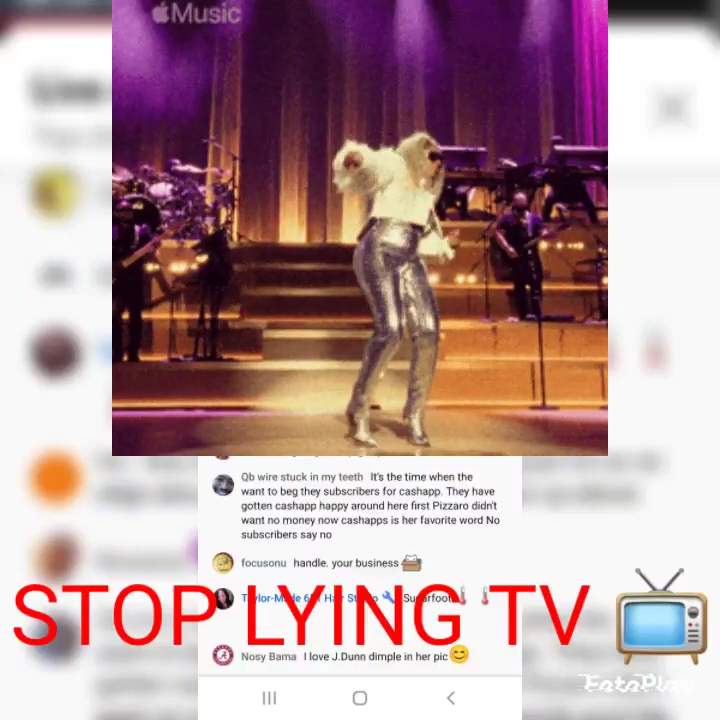 Music
Qb wire stuck in my teeth It's the time when the
want to beg they subscribers for cashapp. They have
gotten cashapp happy around here first Pizzaro didn't
want no money now cashapps is her favorite word No
subscribers say no
focusonu handle. your business
Sugarfoot
STOP LYING TV
Nosy Bama I love J.Dunn dimple in her pic